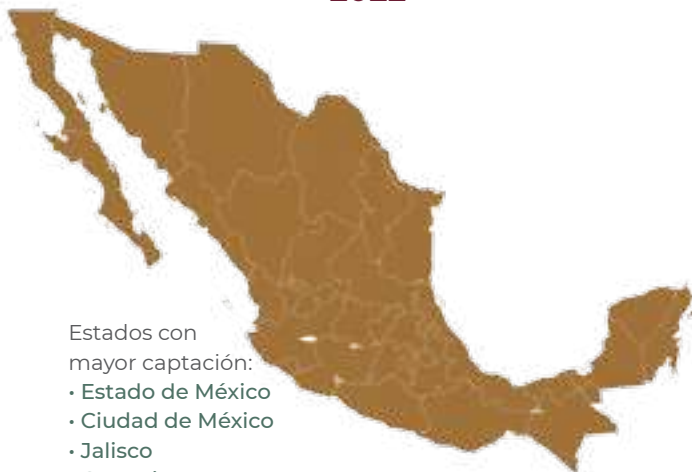 Estados con
mayor captación:
• Estado de México
• Ciudad de México
• Jalisco